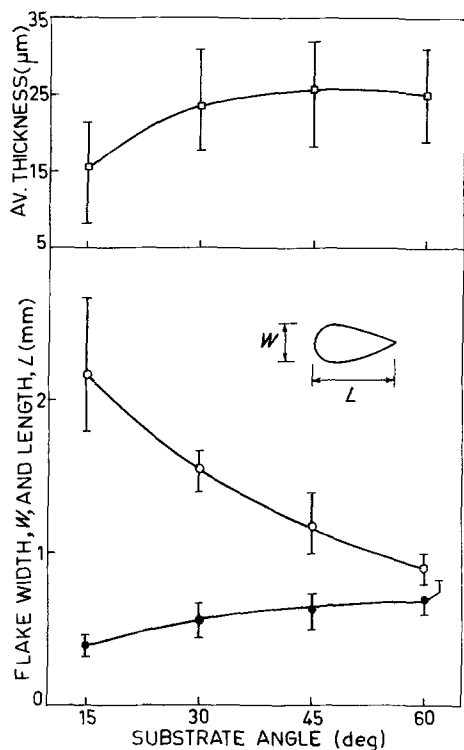 AV. THICKNESS(μm)
35
25
15
5
FLAKE WIDTH, W, AND LENGTH, L (mm)
2
1
0
W
L
15 30 45 60
SUBSTRATE ANGLE (deg)